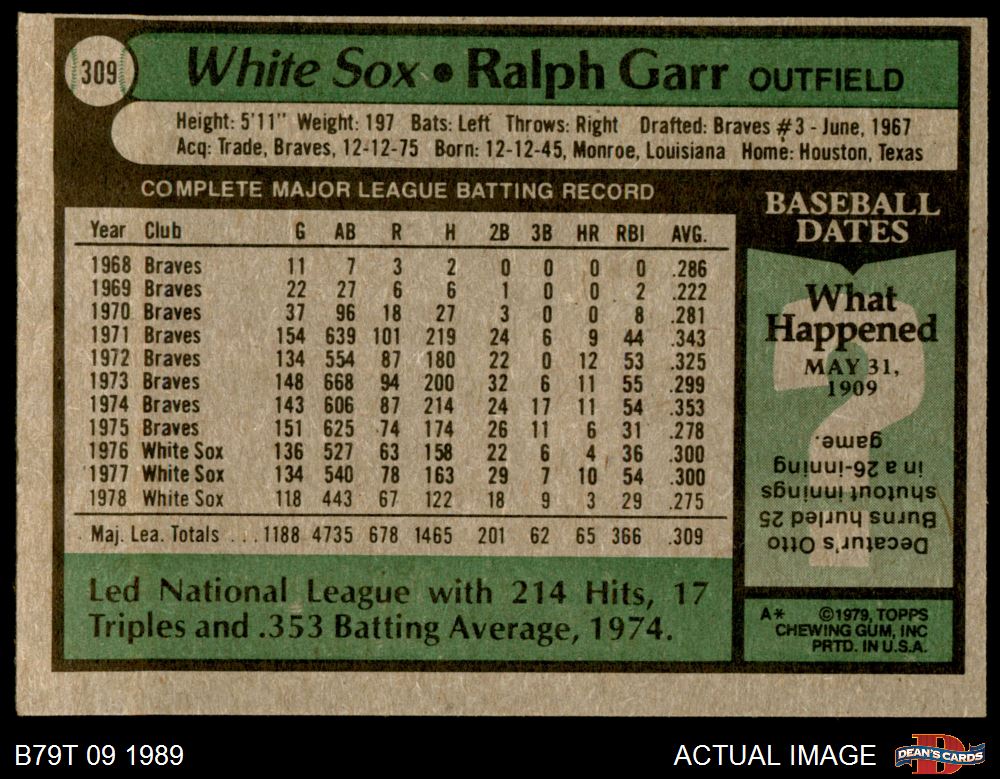 309
White Sox • Ralph Garr OUTFIELD
Height: 5'11" Weight: 197 Bats: Left Throws: Right Drafted: Braves #3 - June, 1967
Acq: Trade, Braves, 12-12-75 Born: 12-12-45, Monroe, Louisiana Home: Houston, Texas
COMPLETE MAJOR LEAGUE BATTING RECORD
Year Club G AB R H 2B 3B HR RBI AVG.
1968 Braves 11 7 3 2 0 0 0 0 .286
1969 Braves 22 27 6 6 1 0 0 2 .222
1970 Braves 37 96 18 27 3 0 0 8 .281
1971 Braves 154 639 101 219 24 6 9 44 .343
1972 Braves 134 554 87 180 22 0 12 53 .325
1973 Braves 148 668 94 200 32 6 11 55 .299
1974 Braves 143 606 87 214 24 17 11 54 .353
1975 Braves 151 625 74 174 26 11 6 31 .278
1976 White Sox 136 527 63 158 22 6 4 36 .300
1977 White Sox 134 540 78 163 29 7 10 54 .300
1978 White Sox 118 443 67 122 18 9 3 29 .275
Maj. Lea. Totals ...1188 4735 678 1465 201 62 65 366 .309
Led National League with 214 Hits, 17
Triples and .353 Batting Average, 1974.
BASEBALL
DATES
What
Happened
MAY 31,
1909
?
Decatur's Otto
Burns hurled 25
shutout innings
in a 26-inning
game.
A* ©1979, TOPPS
CHEWING GUM, INC
PRTD. IN U.S.A.
B79T 09 1989
ACTUAL IMAGE
D
DEAN'S CARDS